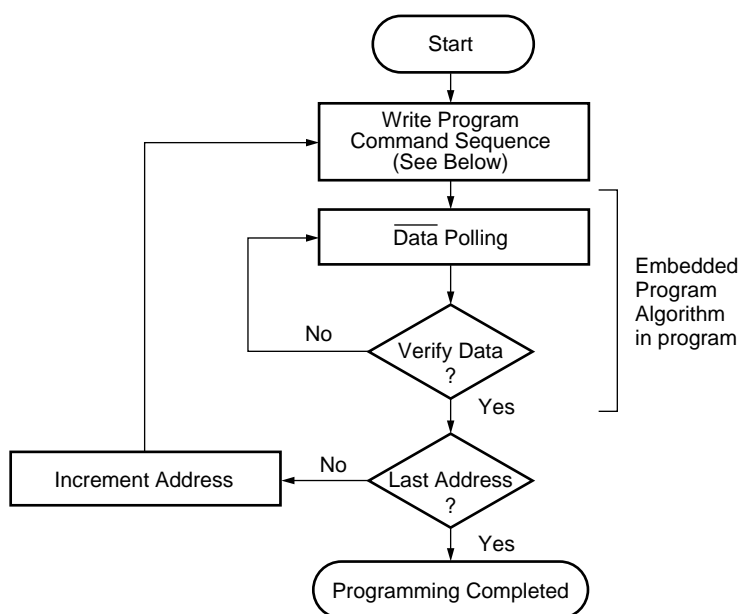 Start
Write Program
Command Sequence
(See Below)
Data Polling
Embedded
Program
Algorithm
in program
No
Verify Data
?
Yes
Increment Address
No
Last Address
?
Yes
Programming Completed